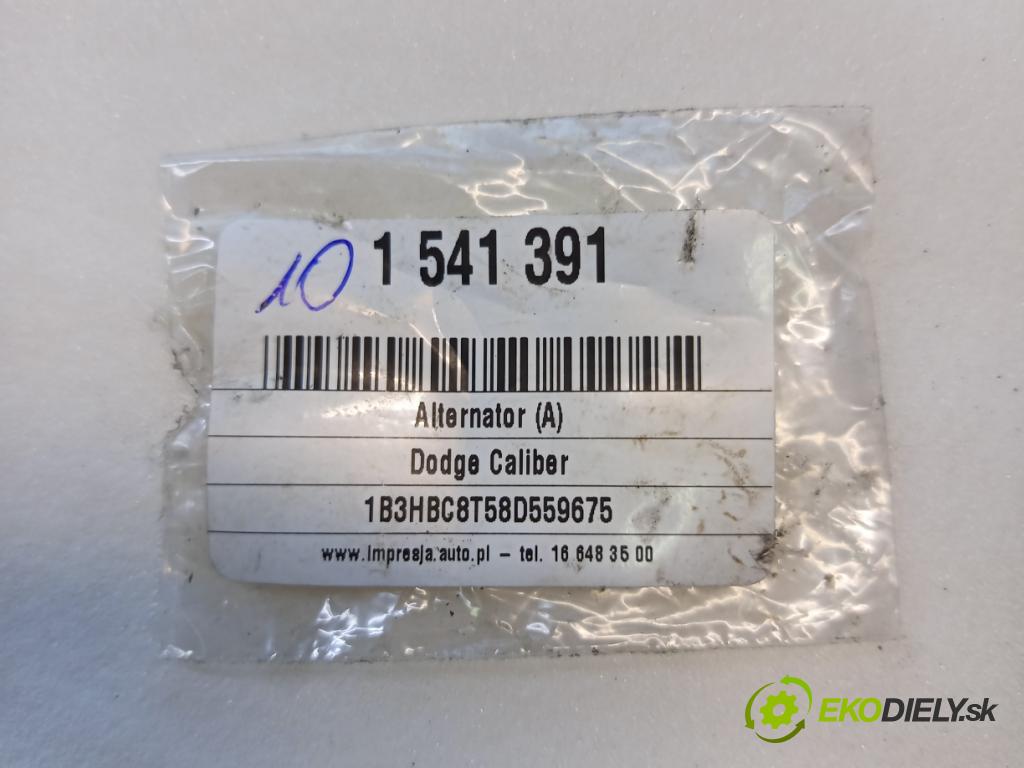 10 1 541 391
Alternator (A)
Dodge Caliber
1B3HBC8T58D559675
www.impresja.auto.pl – tel. 16 648 35 00
EKODIELY.sk